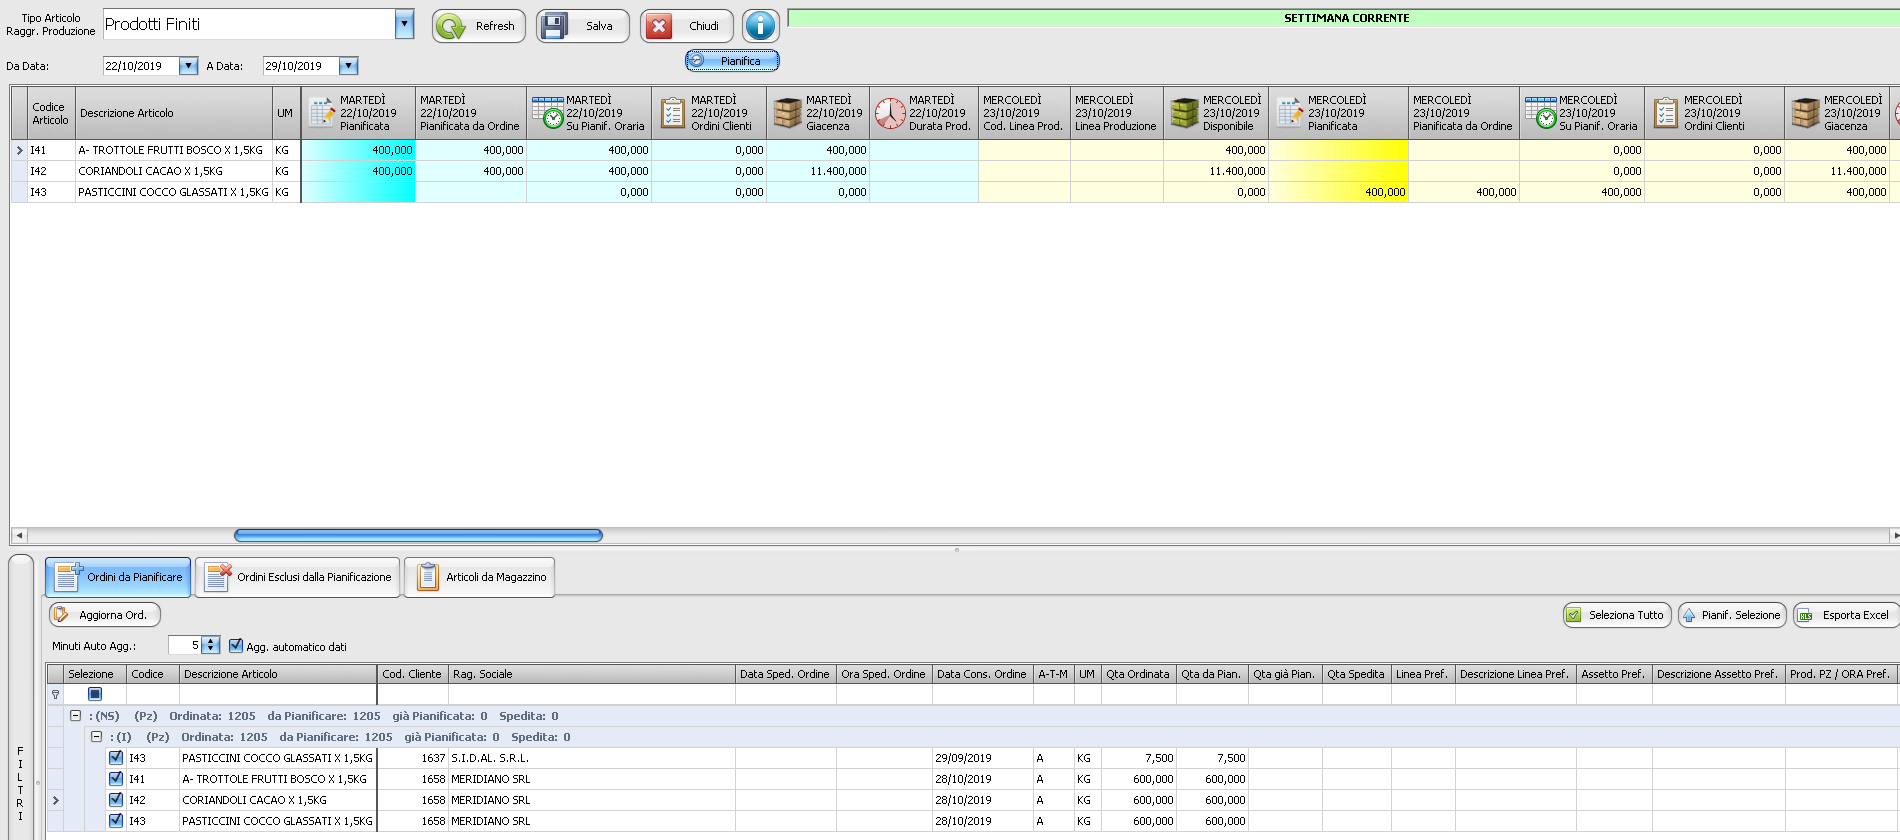 Tipo Articolo
Raggr. Produzione
Prodotti Finiti
Refresh
Salva
Chiudi
SETTIMANA CORRENTE
Da Data:
22/10/2019
A Data:
29/10/2019
Pianifica
Codice Articolo
Descrizione Articolo
UM
MARTEDÌ 22/10/2019 Pianificata
MARTEDÌ 22/10/2019 Pianificata da Ordine
MARTEDÌ 22/10/2019 Su Pianif. Oraria
MARTEDÌ 22/10/2019 Ordini Clienti
MARTEDÌ 22/10/2019 Giacenza
MARTEDÌ 22/10/2019 Durata Prod.
MERCOLEDÌ 23/10/2019 Cod. Linea Prod.
MERCOLEDÌ 23/10/2019 Linea Produzione
MERCOLEDÌ 23/10/2019 Disponibile
MERCOLEDÌ 23/10/2019 Pianificata
MERCOLEDÌ 23/10/2019 Pianificata da Ordine
MERCOLEDÌ 23/10/2019 Su Pianif. Oraria
MERCOLEDÌ 23/10/2019 Ordini Clienti
MERCOLEDÌ 23/10/2019 Giacenza
I41 A- TROTTOLE FRUTTI BOSCO X 1,5KG KG 400,000 400,000 400,000 0,000 400,000 400,000 0,000 0,000 400,000
I42 CORIANDOLI CACAO X 1,5KG KG 400,000 400,000 400,000 0,000 11.400,000 11.400,000 0,000 0,000 11.400,000
I43 PASTICCINI COCCO GLASSATI X 1,5KG KG 0,000 0,000 0,000 0,000 400,000 400,000 400,000 0,000 400,000
Ordini da Pianificare
Ordini Esclusi dalla Pianificazione
Articoli da Magazzino
Aggiorna Ord.
Seleziona Tutto
Pianif. Selezione
Esporta Excel
Minuti Auto Agg.:
5
Agg. automatico dati
Selezione Codice Descrizione Articolo Cod. Cliente Rag. Sociale Data Sped. Ordine Ora Sped. Ordine Data Cons. Ordine A-T-M UM Qta Ordinata Qta da Pian. Qta già Pian. Qta Spedita Linea Pref. Descrizione Linea Pref. Assetto Pref. Descrizione Assetto Pref. Prod. PZ / ORA Pref.
: (NS) (Pz) Ordinata: 1205 da Pianificare: 1205 già Pianificata: 0 Spedita: 0
: (I) (Pz) Ordinata: 1205 da Pianificare: 1205 già Pianificata: 0 Spedita: 0
I43 PASTICCINI COCCO GLASSATI X 1,5KG 1637 S.I.D.AL. S.R.L. 29/09/2019 A KG 7,500 7,500
I41 A- TROTTOLE FRUTTI BOSCO X 1,5KG 1658 MERIDIANO SRL 28/10/2019 A KG 600,000 600,000
I42 CORIANDOLI CACAO X 1,5KG 1658 MERIDIANO SRL 28/10/2019 A KG 600,000 600,000
I43 PASTICCINI COCCO GLASSATI X 1,5KG 1658 MERIDIANO SRL 28/10/2019 A KG 600,000 600,000
FILTRI